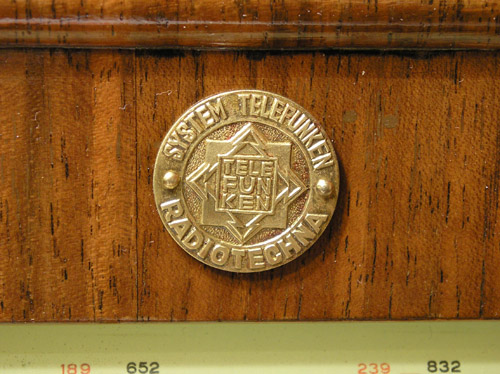 SYSTEM TELEFUNKEN
TELE
FUN
KEN
RADIOTECHNA
189 652 239 832